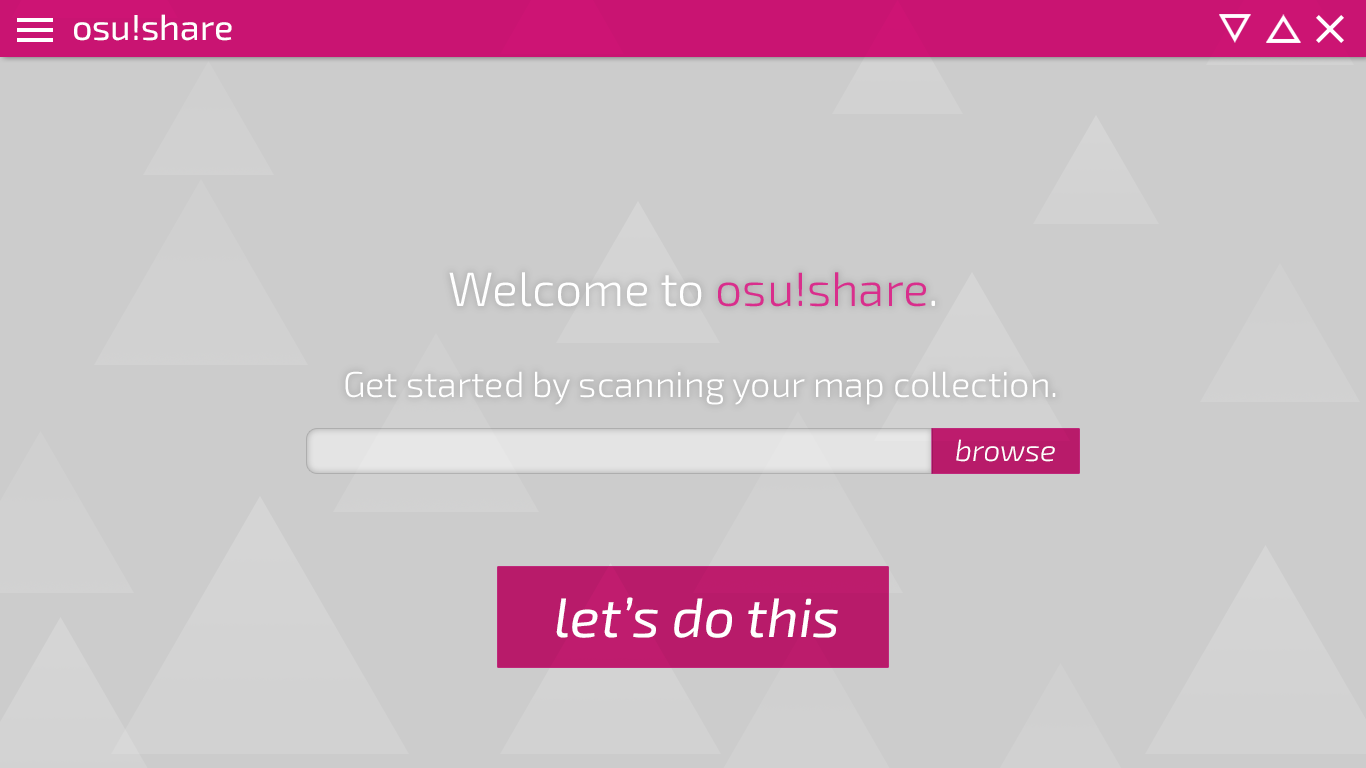 osu!share
Welcome to osu!share.
Get started by scanning your map collection.
browse
let’s do this